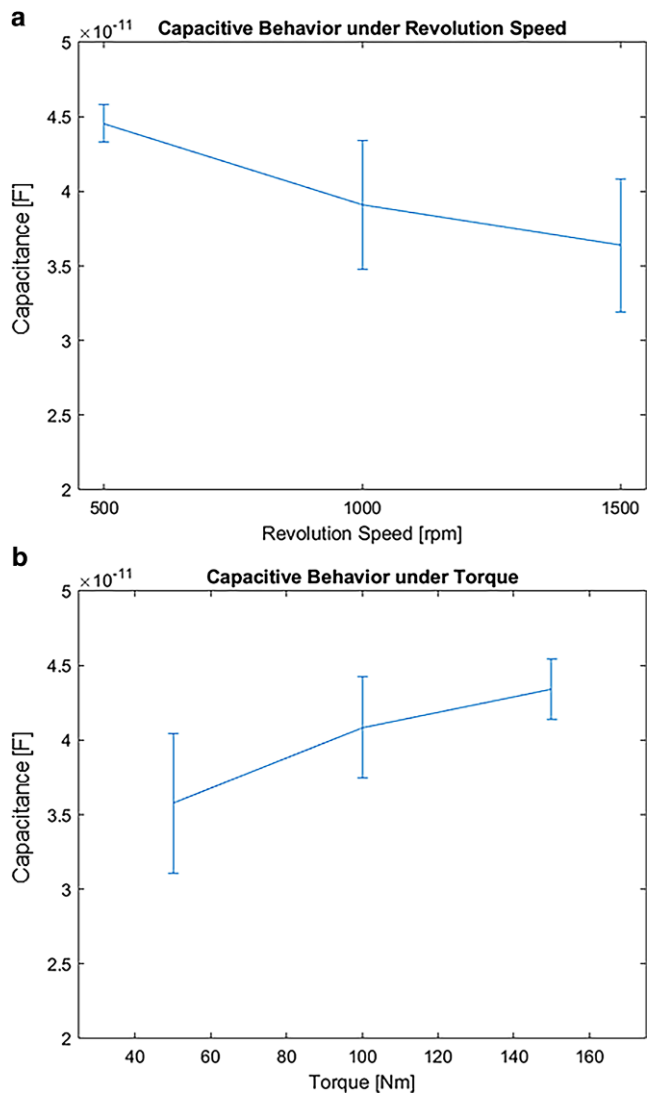 a
×10⁻¹¹
Capacitive Behavior under Revolution Speed
5
4.5
4
3.5
3
2.5
2
Capacitance [F]
500 1000 1500
Revolution Speed [rpm]
b
×10⁻¹¹
Capacitive Behavior under Torque
5
4.5
4
3.5
3
2.5
2
Capacitance [F]
40 60 80 100 120 140 160
Torque [Nm]